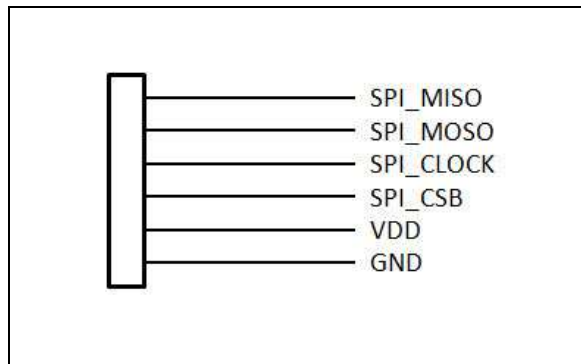 SPI_MISO
SPI_MOSO
SPI_CLOCK
SPI_CSB
VDD
GND